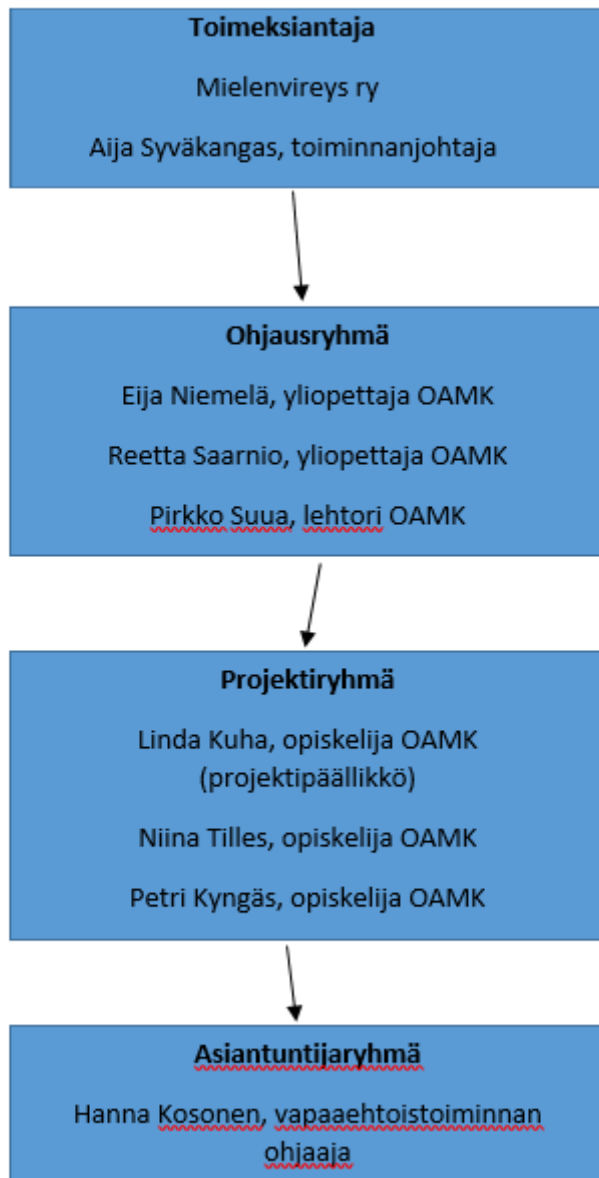 Toimeksiantaja
Mielenvireys ry
Aija Syväkangas, toiminnanjohtaja
Ohjausryhmä
Eija Niemelä, yliopettaja OAMK
Reetta Saarnio, yliopettaja OAMK
Pirkko Suua, lehtori OAMK
Projektiryhmä
Linda Kuha, opiskelija OAMK
(projektipäällikkö)
Niina Tilles, opiskelija OAMK
Petri Kyngäs, opiskelija OAMK
Asiantuntijaryhmä
Hanna Kosonen, vapaaehtoistoiminnan
ohjaaja